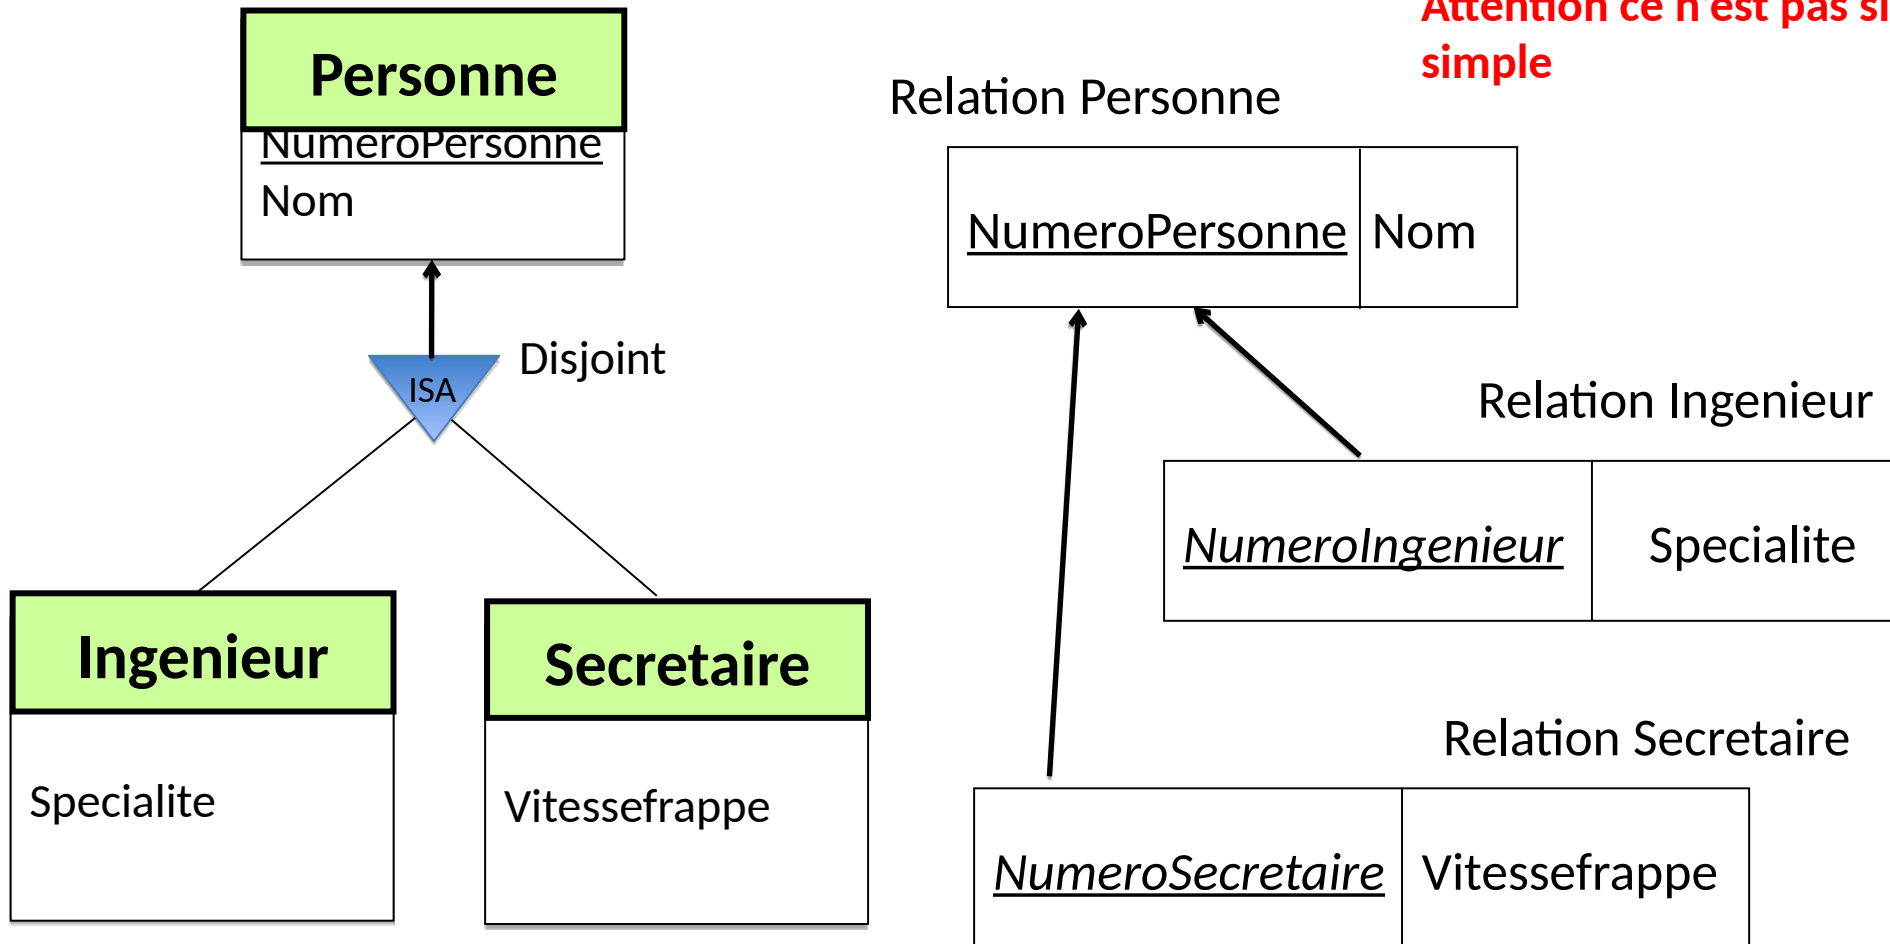 Attention ce n'est pas si
simple
Personne
NumeroPersonne
Nom
ISA
Disjoint
Ingenieur
Specialite
Secretaire
Vitessefrappe
Relation Personne
NumeroPersonne Nom
Relation Ingenieur
NumeroIngenieur Specialite
Relation Secretaire
NumeroSecretaire Vitessefrappe